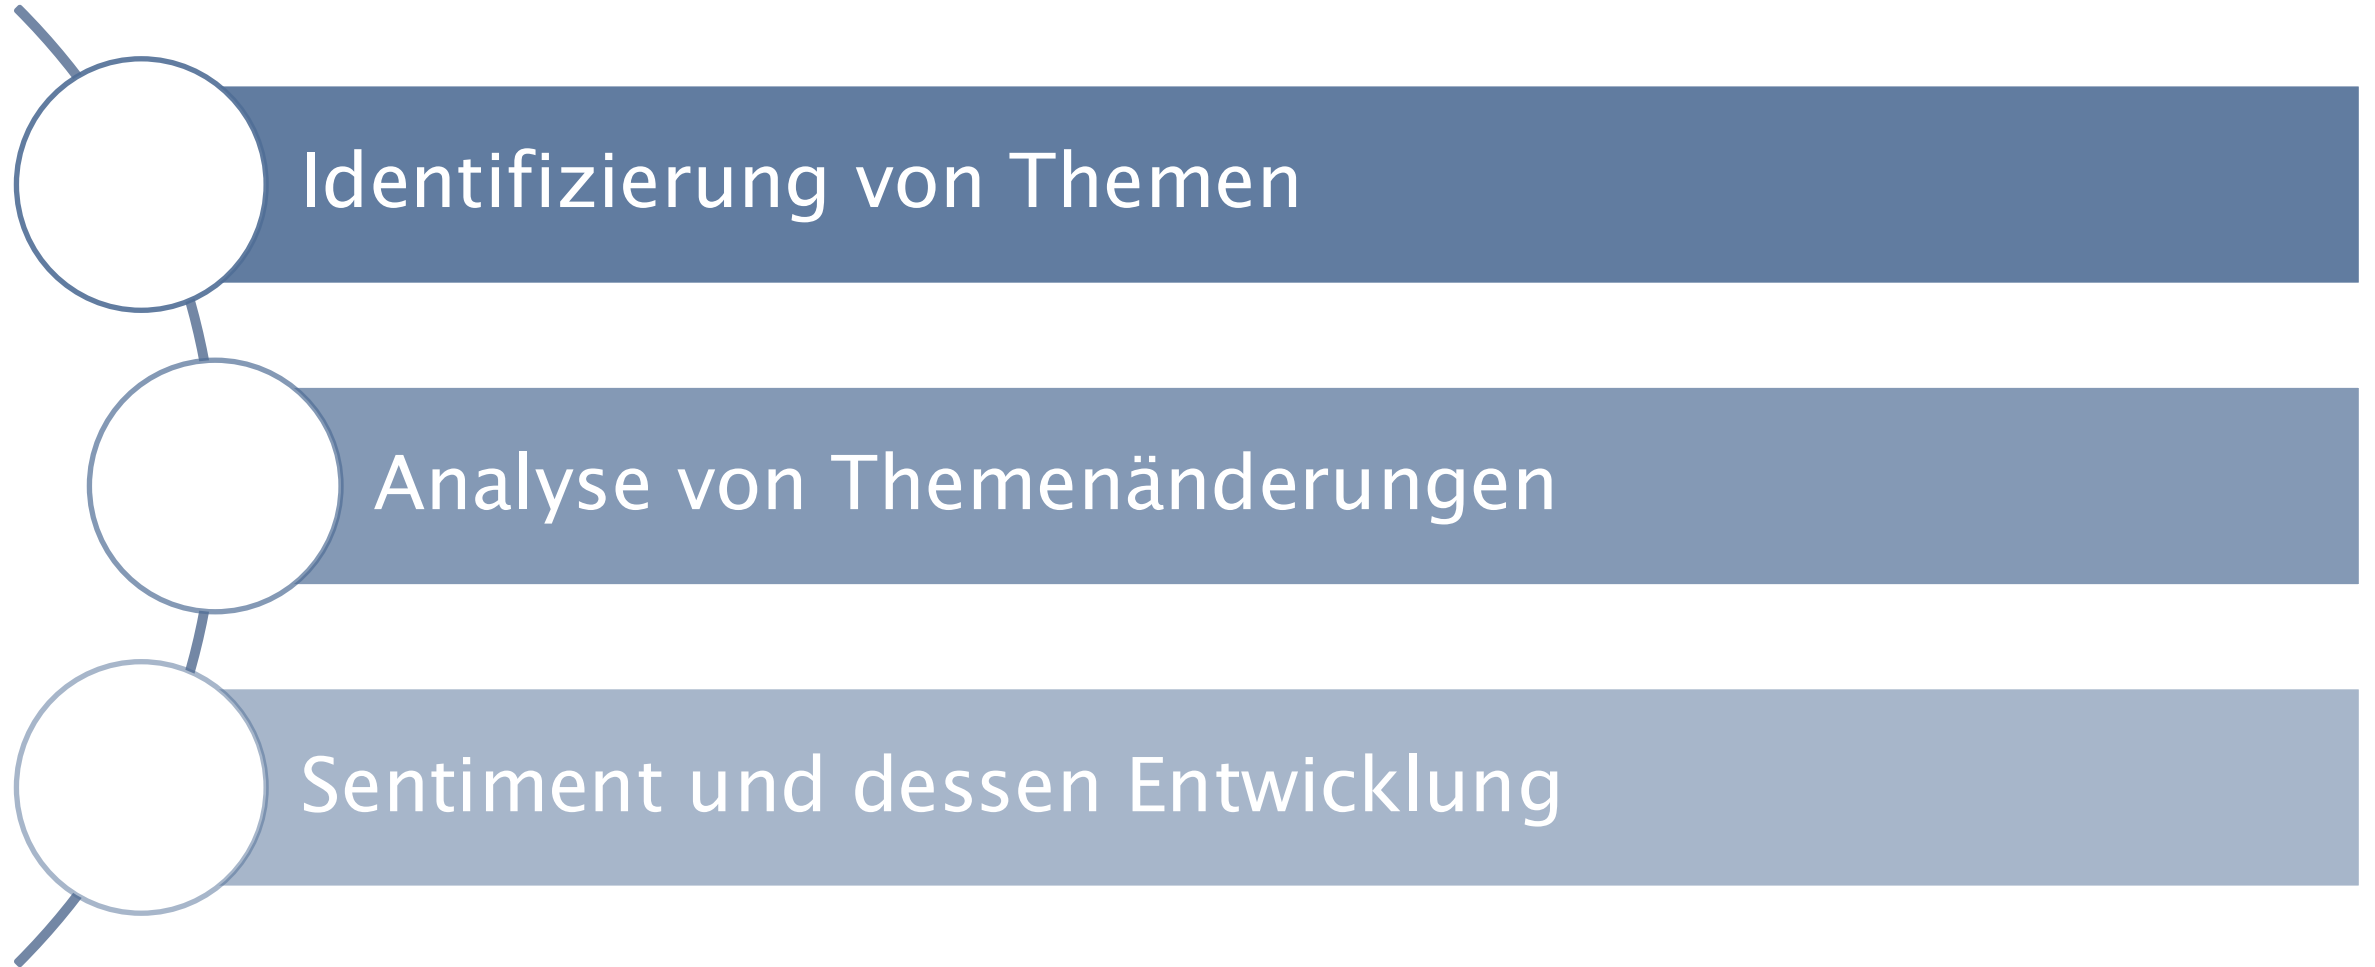 Identifizierung von Themen
Analyse von Themenänderungen
Sentiment und dessen Entwicklung